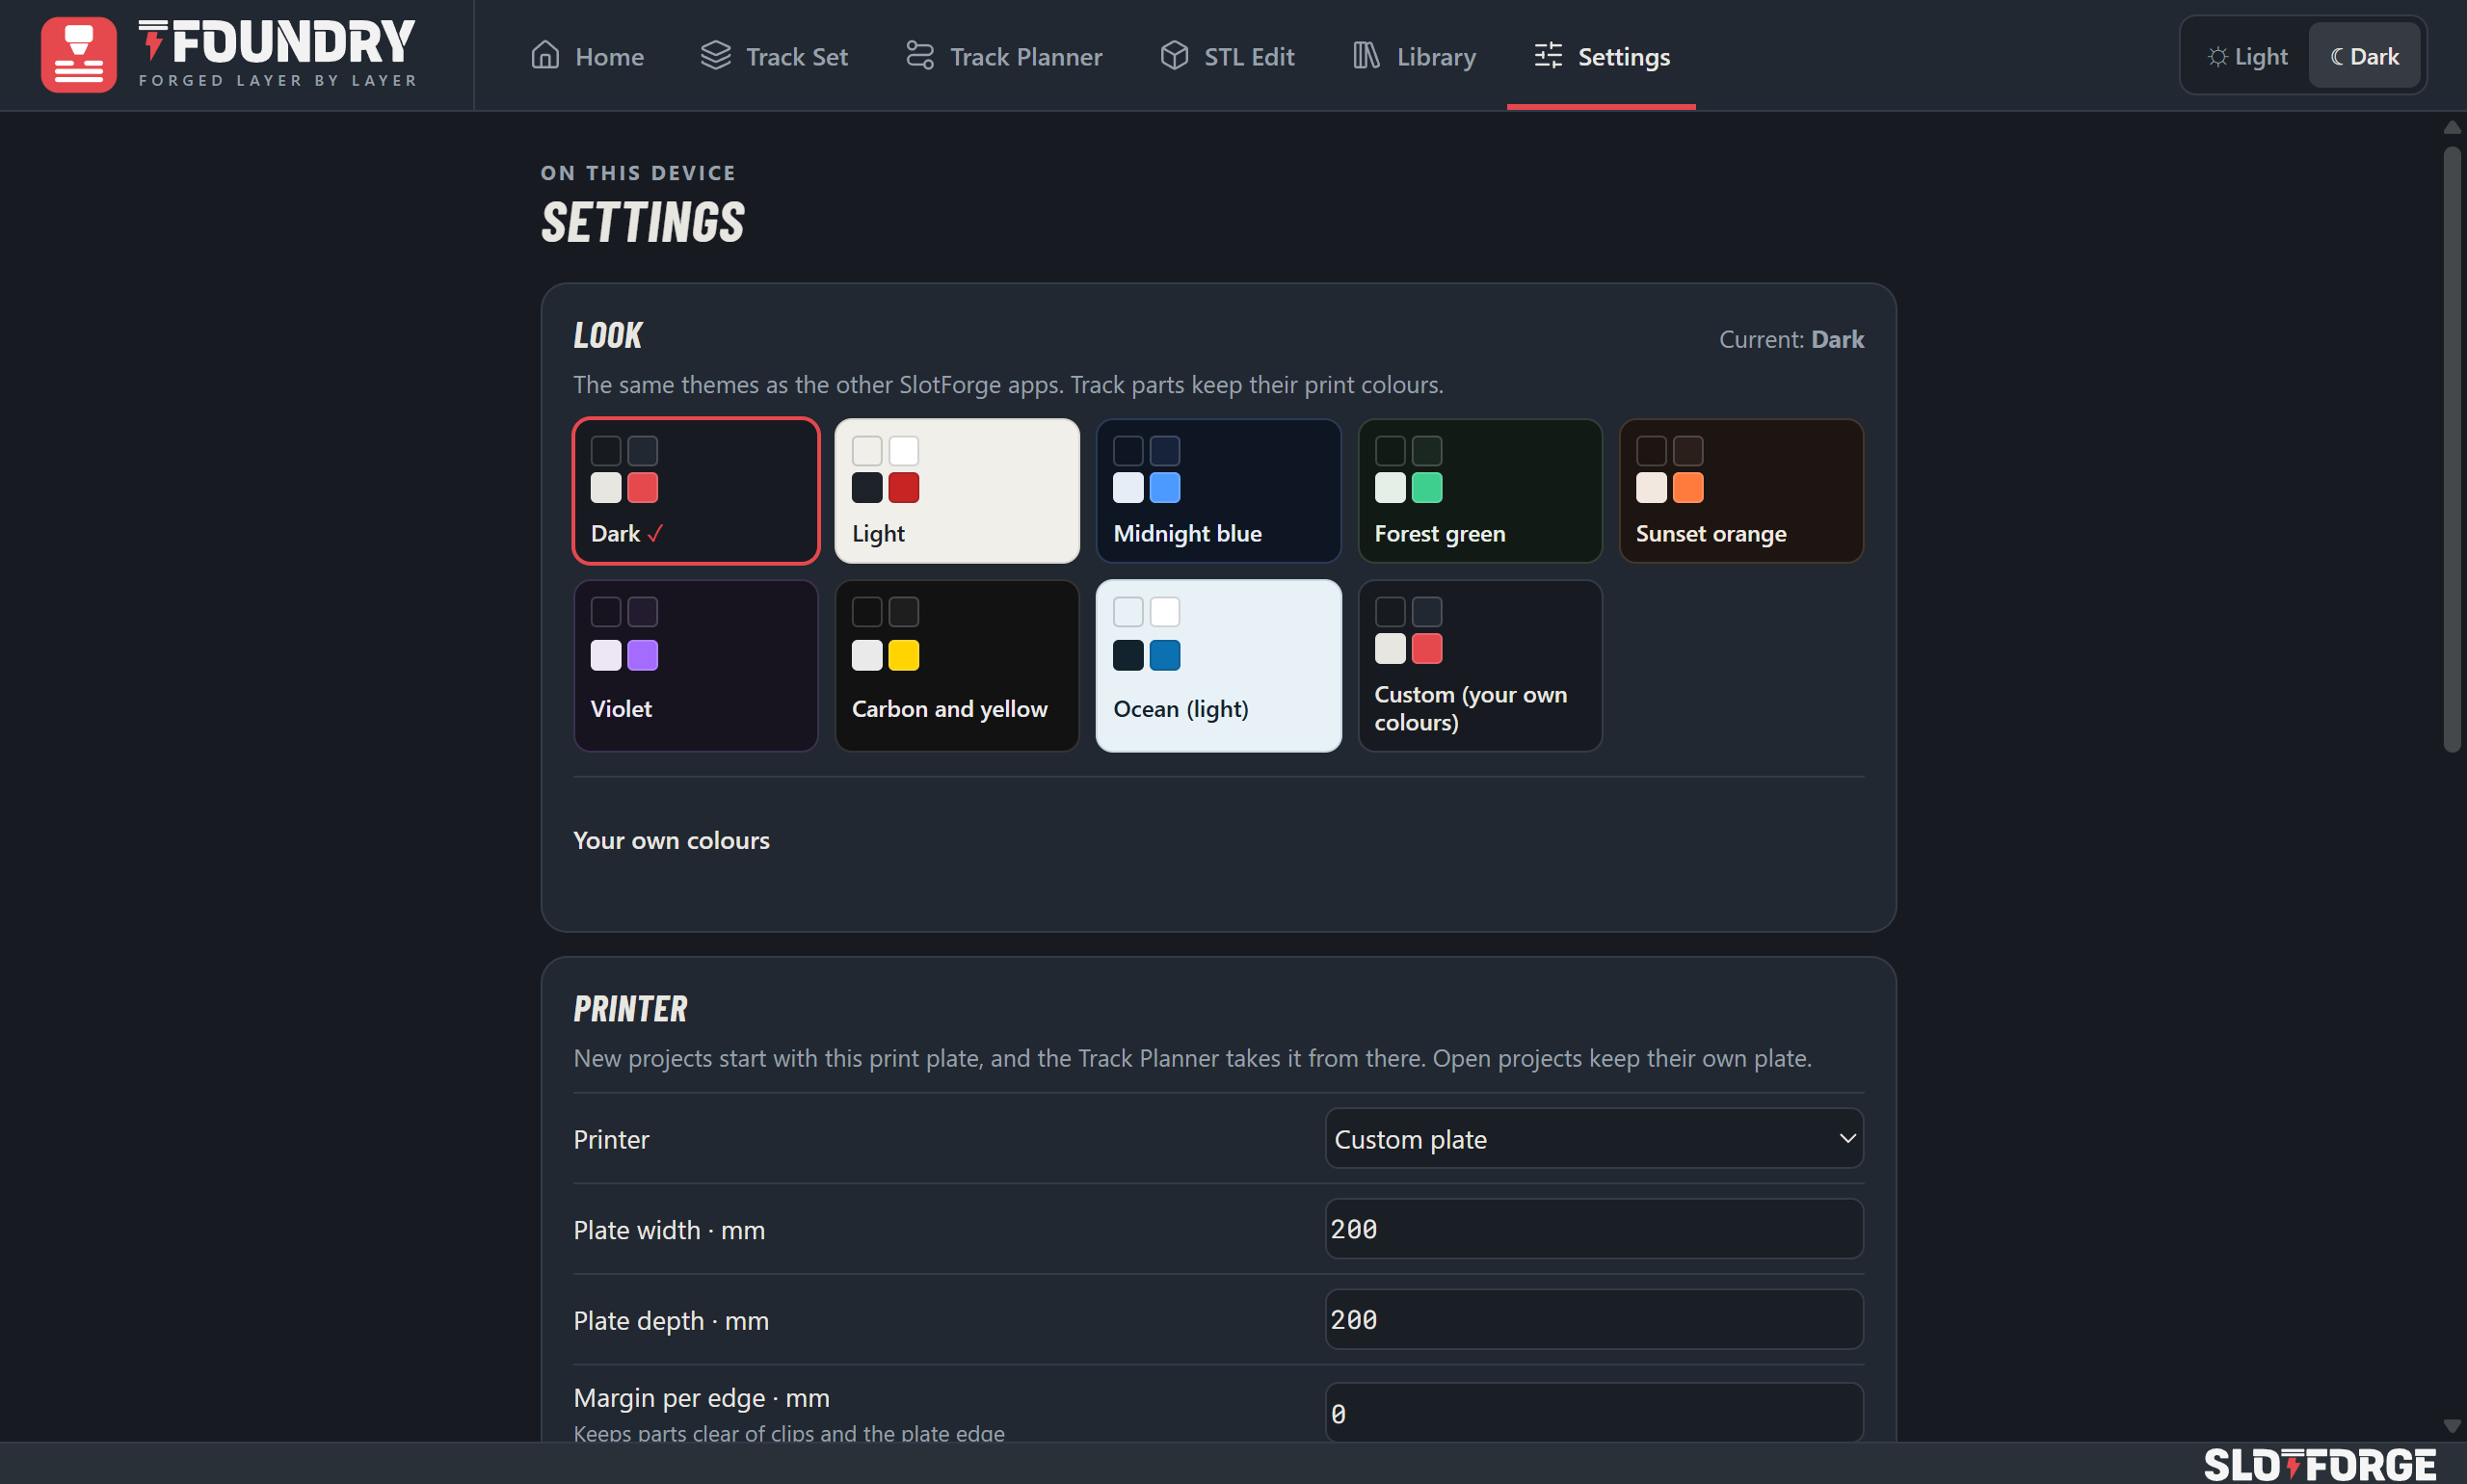 FOUNDRY
FORGED LAYER BY LAYER
Home
Track Set
Track Planner
STL Edit
Library
Settings
Light
Dark
ON THIS DEVICE
SETTINGS
LOOK
Current: Dark
The same themes as the other SlotForge apps. Track parts keep their print colours.
Dark ✓
Light
Midnight blue
Forest green
Sunset orange
Violet
Carbon and yellow
Ocean (light)
Custom (your own
colours)
Your own colours
PRINTER
New projects start with this print plate, and the Track Planner takes it from there. Open projects keep their own plate.
Printer
Custom plate
Plate width · mm
200
Plate depth · mm
200
Margin per edge · mm
0
Keeps parts clear of clips and the plate edge
SLOTFORGE